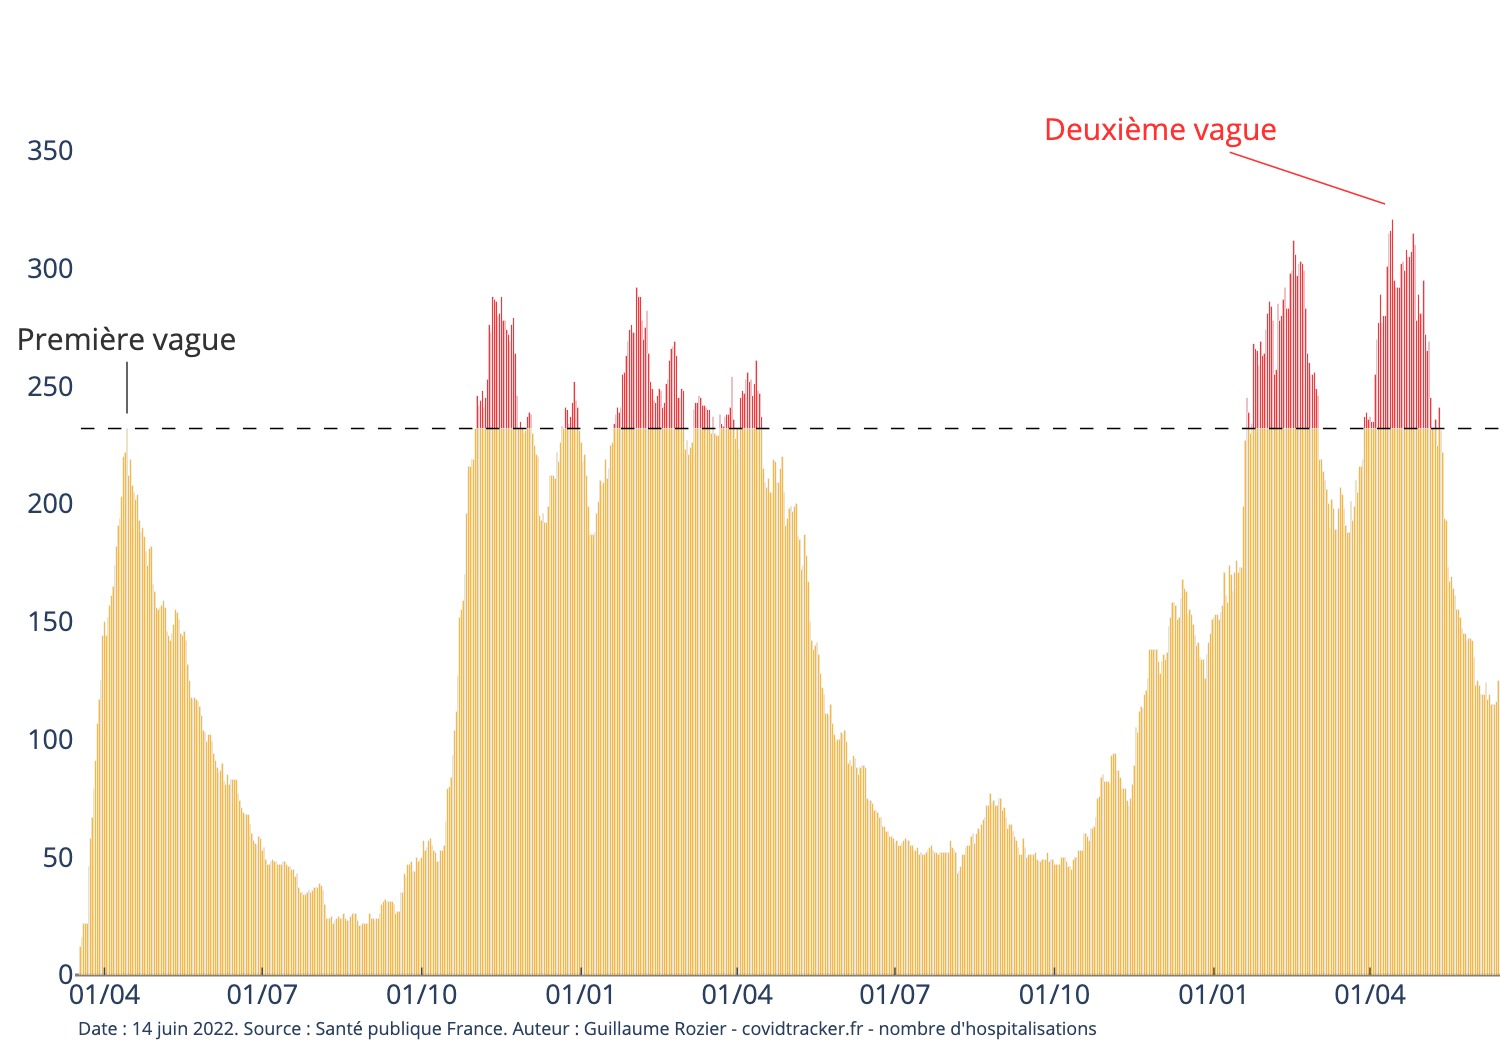 Deuxième vague
350
300
Première vague
250
200
150
100
50
0
01/04 01/07 01/10 01/01 01/04 01/07 01/10 01/01 01/04
Date : 14 juin 2022. Source : Santé publique France. Auteur : Guillaume Rozier - covidtracker.fr - nombre d'hospitalisations